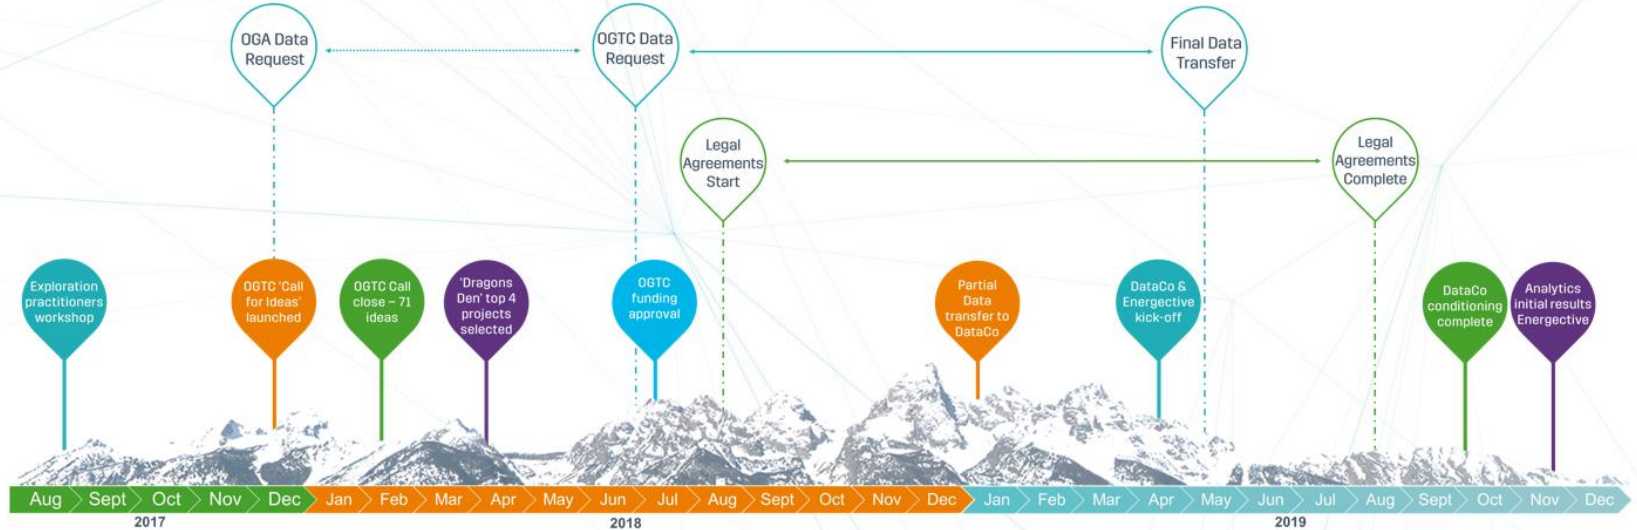 OGA Data
Request
OGTC Data
Request
Final Data
Transfer
Legal
Agreements
Start
Legal
Agreements
Complete
Exploration
practitioners
workshop
OGTC ‘Call
for Ideas’
launched
OGTC Call
close – 71
ideas
‘Dragons
Den’ top 4
projects
selected
OGTC
funding
approval
Partial
Data
transfer to
DataCo
DataCo &
Energective
kick-off
DataCo
conditioning
complete
Analytics
initial results
Energective
Aug Sept Oct Nov Dec Jan Feb Mar Apr May Jun Jul Aug Sept Oct Nov Dec Jan Feb Mar Apr May Jun Jul Aug Sept Oct Nov Dec
2017 2018 2019